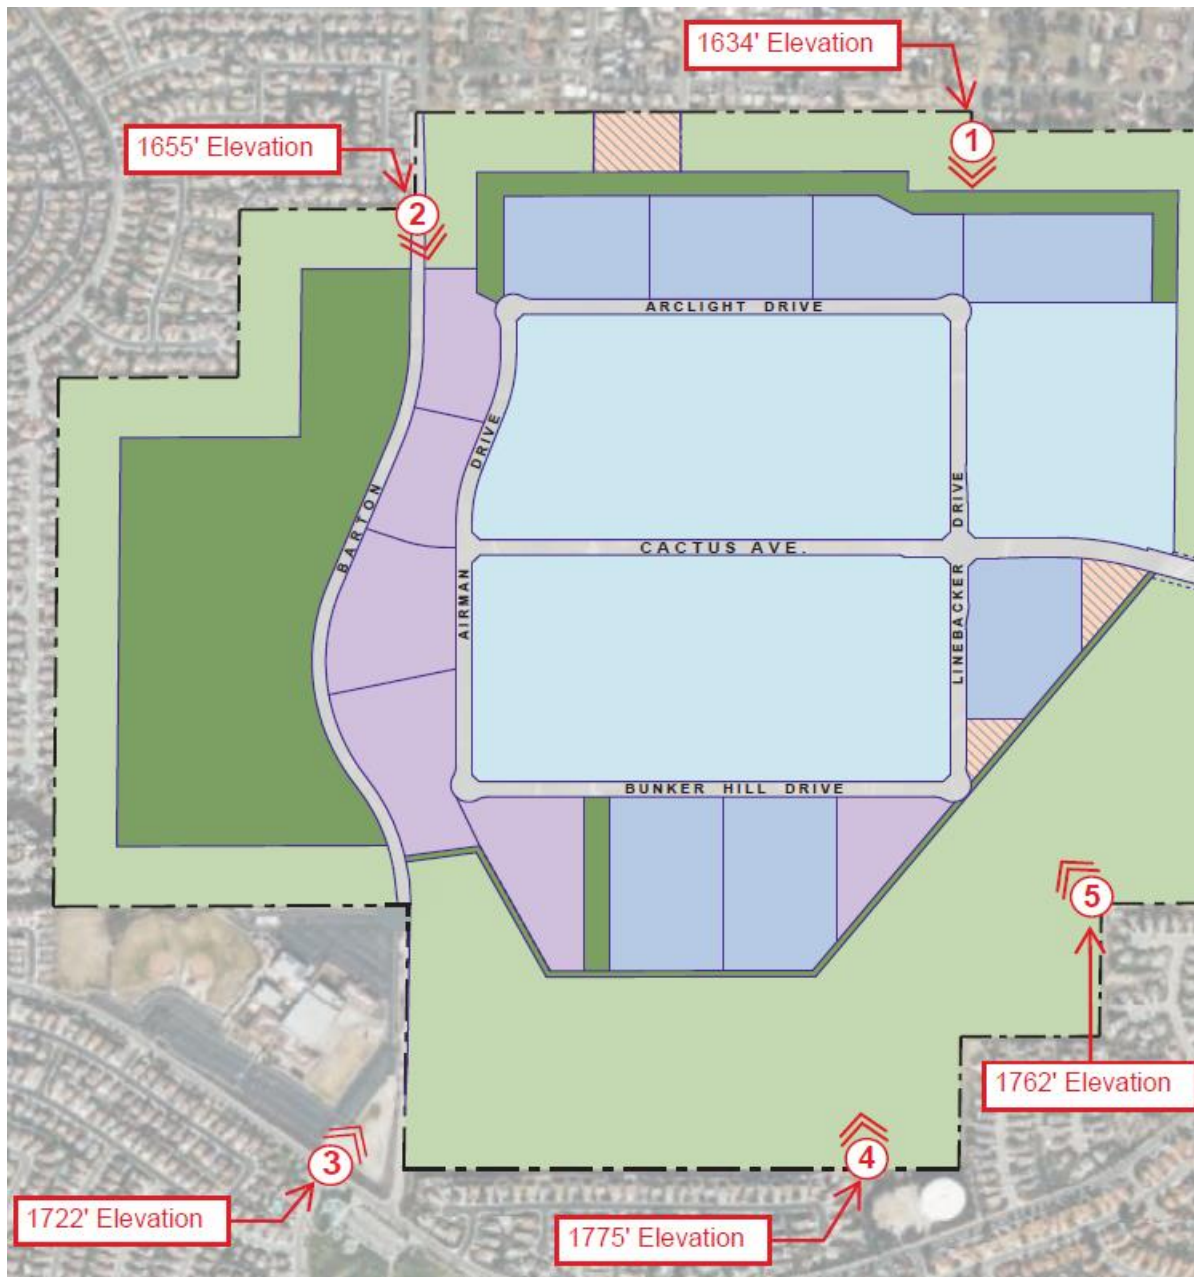 1634' Elevation
1
1655' Elevation
2
ARCLIGHT DRIVE
BARTON
DRIVE
AIRMAN
CACTUS AVE.
DRIVE
LINEBACKER
BUNKER HILL DRIVE
5
1762' Elevation
3
4
1722' Elevation
1775' Elevation